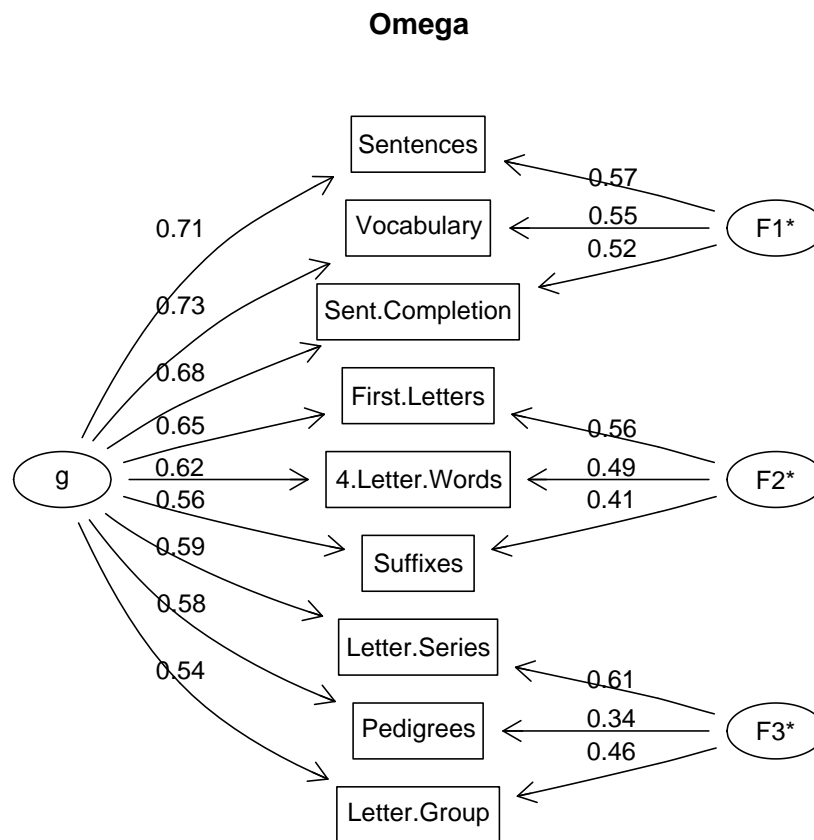 Omega
Sentences
0.57
0.71
Vocabulary
0.55
F1*
0.52
0.73
Sent.Completion
0.68
First.Letters
0.65
0.56
g
0.62
4.Letter.Words
0.49
F2*
0.56
0.41
Suffixes
0.59
0.58
Letter.Series
0.54
0.61
Pedigrees
0.34
F3*
0.46
Letter.Group